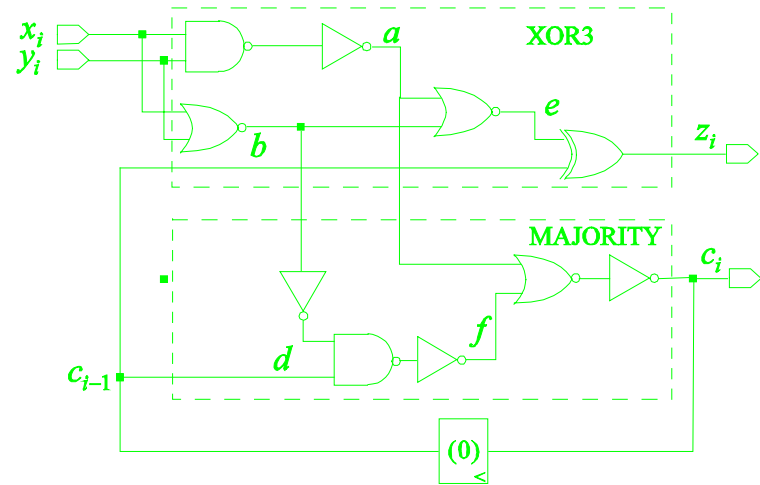 x_i
a
XOR3
y_i
e
b
z_i
MAJORITY
c_i
f
d
c_{i-1}
(0)
<